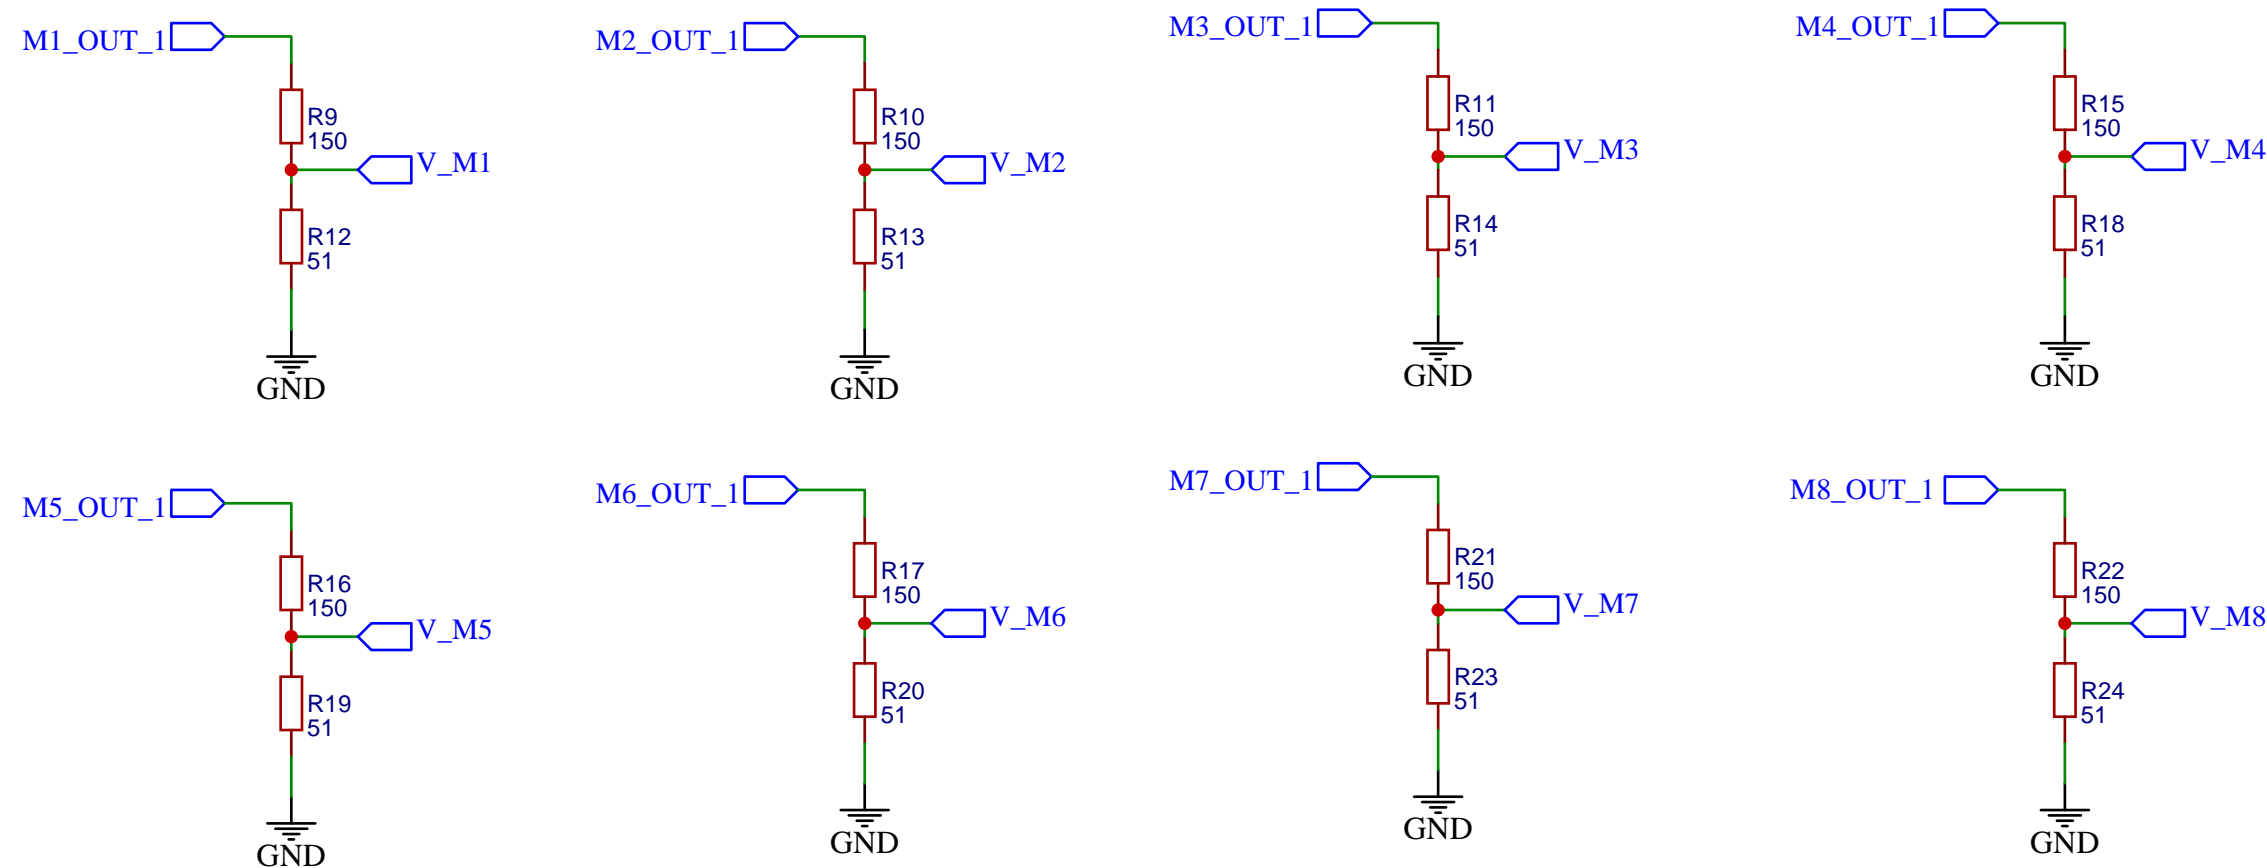 M1_OUT_1
R9
150
V_M1
R12
51
GND
M2_OUT_1
R10
150
V_M2
R13
51
GND
M3_OUT_1
R11
150
V_M3
R14
51
GND
M4_OUT_1
R15
150
V_M4
R18
51
GND
M5_OUT_1
R16
150
V_M5
R19
51
GND
M6_OUT_1
R17
150
V_M6
R20
51
GND
M7_OUT_1
R21
150
V_M7
R23
51
GND
M8_OUT_1
R22
150
V_M8
R24
51
GND